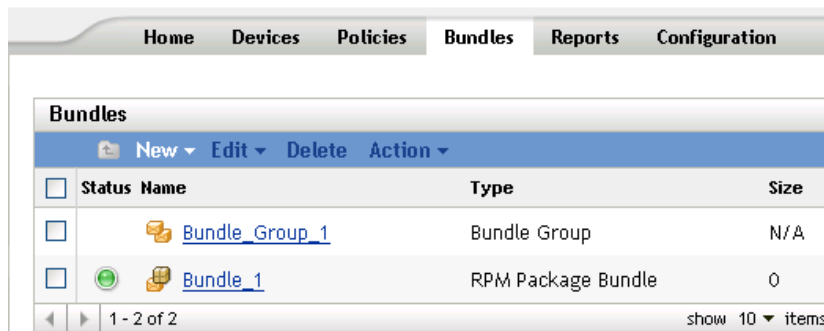 Home Devices Policies Bundles Reports Configuration
Bundles
New Edit Delete Action
Status Name Type Size
Bundle_Group_1 Bundle Group N/A
Bundle_1 RPM Package Bundle 0
1 - 2 of 2 show 10 items